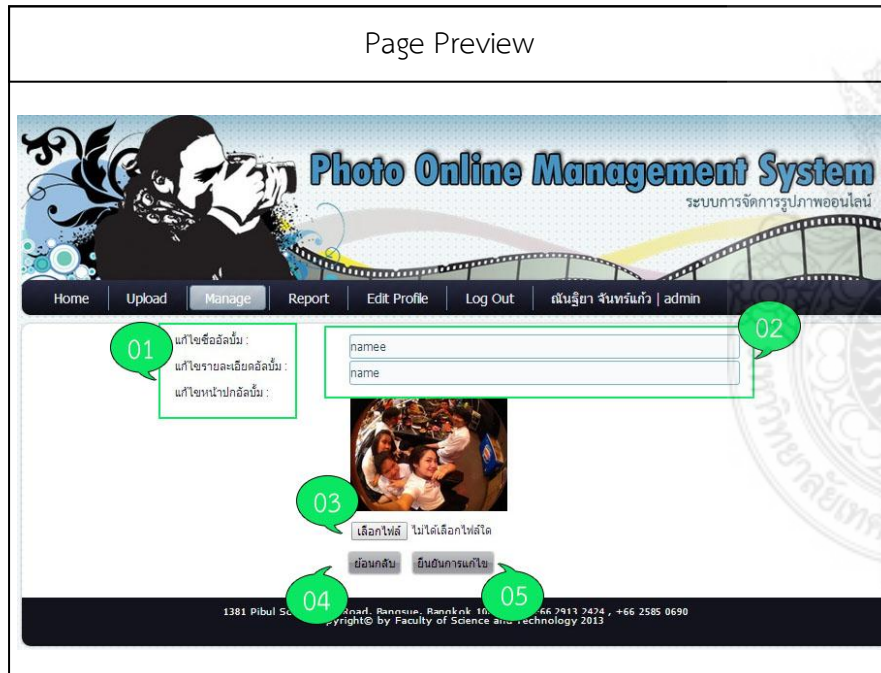 Page Preview
Photo Online Management System
ระบบการจัดการรูปภาพออนไลน์
Home Upload Manage Report Edit Profile Log Out ณันฐิยา จันทร์แก้ว | admin
01
02
แก้ไขชื่ออัลบั้ม :
namee
แก้ไขรายละเอียดอัลบั้ม :
name
แก้ไขหน้าปกอัลบั้ม :
03
เลือกไฟล์ ไม่ได้เลือกไฟล์ใด
ย้อนกลับ ยืนยันการแก้ไข
04
05
1381 Pibul Road, Bangsue, Bangkok 2913 2424 , +66 2585 0690
by Faculty of Science and Technology 2013